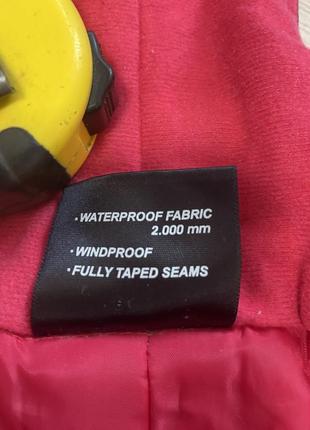 · WATERPROOF FABRIC
2.000 mm
· WINDPROOF
· FULLY TAPED SEAMS